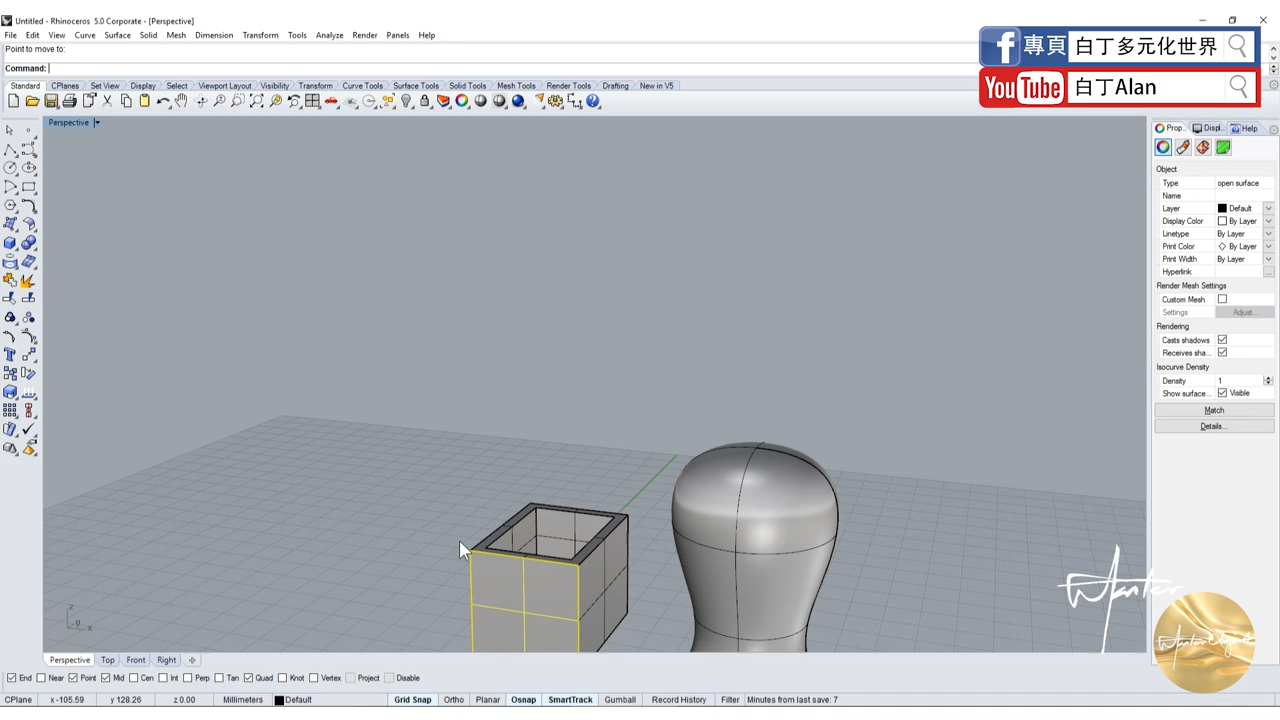 Untitled - Rhinoceros 5.0 Corporate - [Perspective]
File Edit View Curve Surface Solid Mesh Dimension Transform Tools Analyze Render Panels Help
Point to move to:
Command:
專頁 白丁多元化世界
YouTube 白丁Alan
Standard CPlanes Set View Display Select Viewport Layout Visibility Transform Curve Tools Surface Tools Solid Tools Mesh Tools Render Tools Drafting New in V5
Perspective
Prop... Displ... Help
Object
Type open surface
Name
Layer Default
Display Color By Layer
Linetype By Layer
Print Color By Layer
Print Width By Layer
Hyperlink ...
Render Mesh Settings
Custom Mesh
Settings Adjust...
Rendering
Casts shadows
Receives sha...
Isocurve Density
Density 1
Show surface... Visible
Match
Details...
z
y
x
Perspective Top Front Right
End Near Point Mid Cen Int Perp Tan Quad Knot Vertex Project Disable
CPlane x -105.59 y 128.26 z 0.00 Millimeters Default Grid Snap Ortho Planar Osnap SmartTrack Gumball Record History Filter Minutes from last save: 7